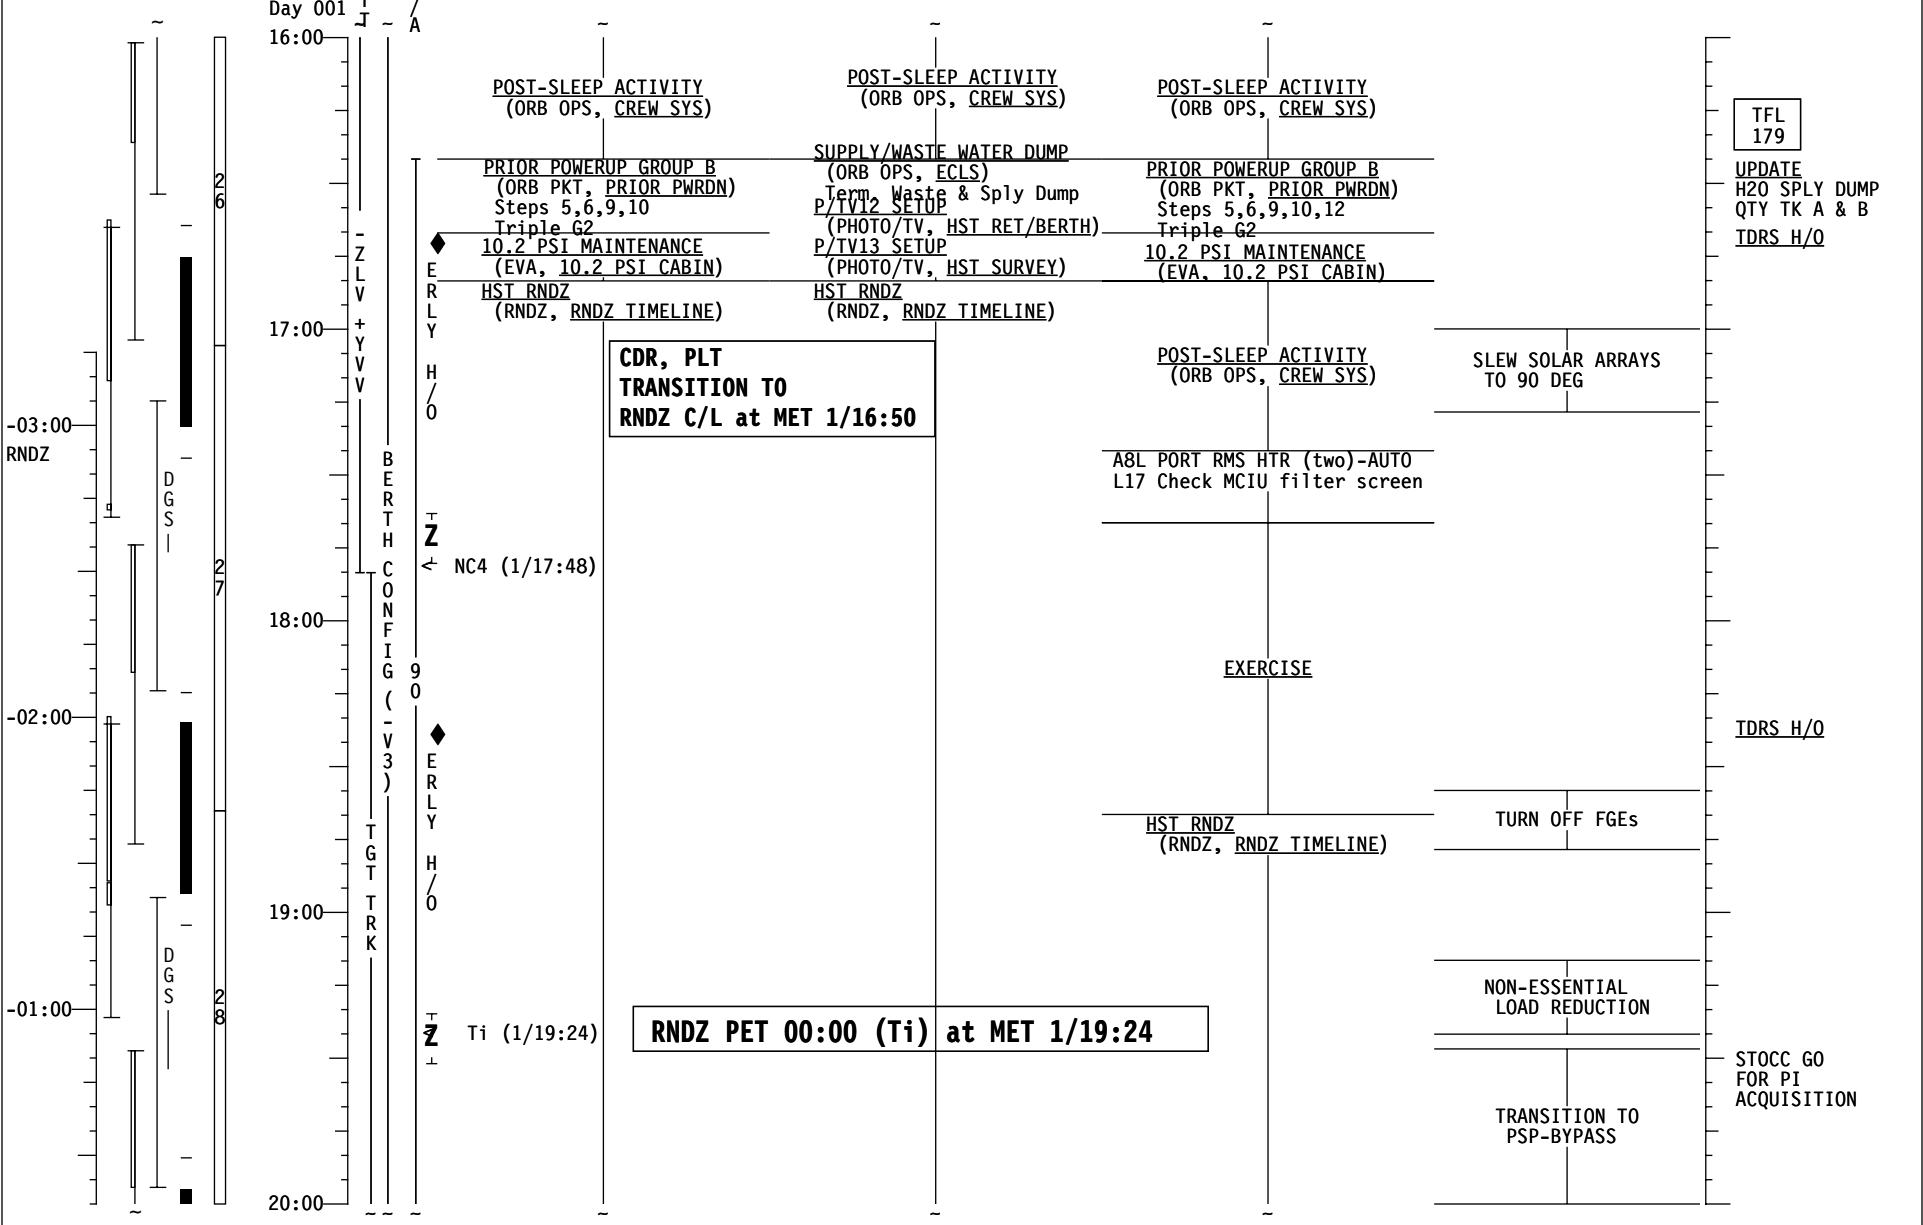 Day 001
T
T
/
A
~
~
~
~
~
~
16:00
17:00
18:00
19:00
20:00
-03:00
RNDZ
-02:00
-01:00
DGS
DGS
26
27
28
-ZLV +YVV
BERTH CONFIG (-V3)
TGT TRK
90
ERLY H/O
ERLY H/O
Z
< NC4 (1/17:48)
Z
< Ti (1/19:24)
POST-SLEEP ACTIVITY
(ORB OPS, CREW SYS)
PRIOR POWERUP GROUP B
(ORB PKT, PRIOR PWRDN)
Steps 5,6,9,10
Triple G2
10.2 PSI MAINTENANCE
(EVA, 10.2 PSI CABIN)
HST RNDZ
(RNDZ, RNDZ TIMELINE)
CDR, PLT
TRANSITION TO
RNDZ C/L at MET 1/16:50
RNDZ PET 00:00 (Ti) at MET 1/19:24
POST-SLEEP ACTIVITY
(ORB OPS, CREW SYS)
SUPPLY/WASTE WATER DUMP
(ORB OPS, ECLS)
Term, Waste & Sply Dump
P/TV12 SETUP
(PHOTO/TV, HST RET/BERTH)
P/TV13 SETUP
(PHOTO/TV, HST SURVEY)
HST RNDZ
(RNDZ, RNDZ TIMELINE)
POST-SLEEP ACTIVITY
(ORB OPS, CREW SYS)
PRIOR POWERUP GROUP B
(ORB PKT, PRIOR PWRDN)
Steps 5,6,9,10,12
Triple G2
10.2 PSI MAINTENANCE
(EVA, 10.2 PSI CABIN)
POST-SLEEP ACTIVITY
(ORB OPS, CREW SYS)
A8L PORT RMS HTR (two)-AUTO
L17 Check MCIU filter screen
EXERCISE
HST RNDZ
(RNDZ, RNDZ TIMELINE)
SLEW SOLAR ARRAYS
TO 90 DEG
TURN OFF FGEs
NON-ESSENTIAL
LOAD REDUCTION
TRANSITION TO
PSP-BYPASS
TFL
179
UPDATE
H2O SPLY DUMP
QTY TK A & B
TDRS H/O
TDRS H/O
STOCC GO
FOR PI
ACQUISITION
~
~
~
~
~
~